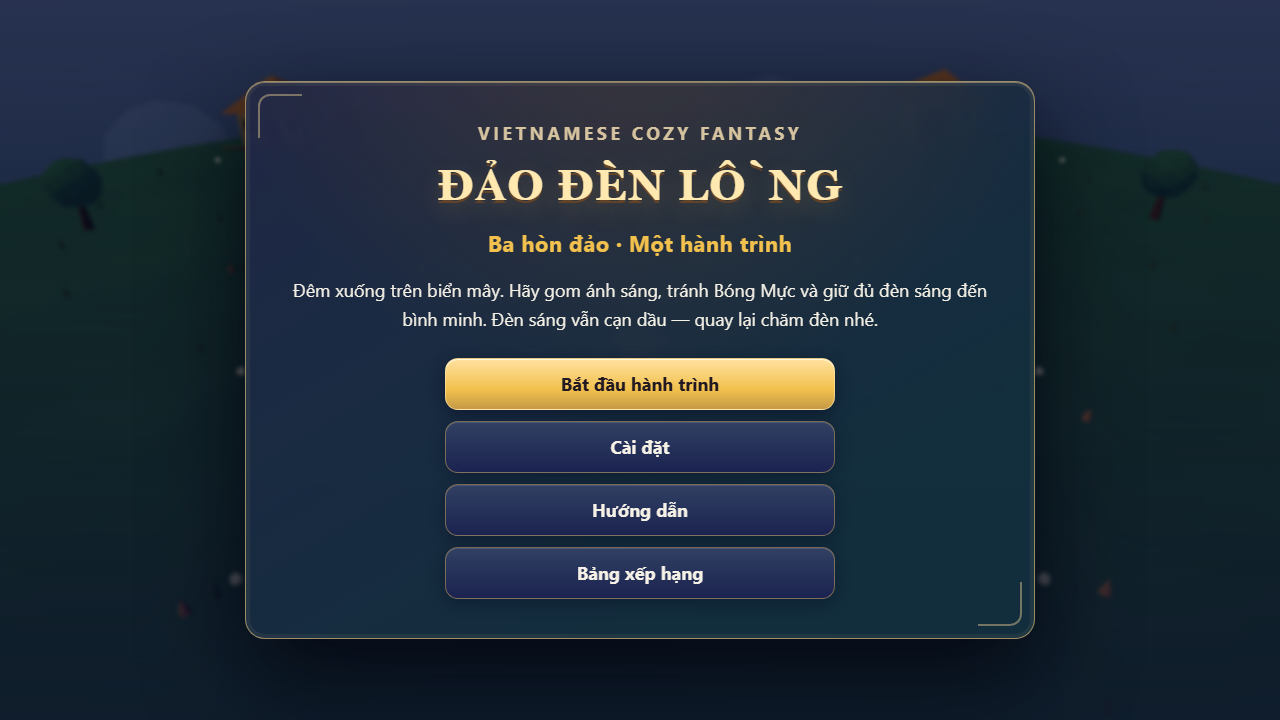 VIETNAMESE COZY FANTASY
ĐẢO ĐÈN LỒNG
Ba hòn đảo · Một hành trình
Đêm xuống trên biển mây. Hãy gom ánh sáng, tránh Bóng Mực và giữ đủ đèn sáng đến
bình minh. Đèn sáng vẫn cạn dầu — quay lại chăm đèn nhé.
Bắt đầu hành trình
Cài đặt
Hướng dẫn
Bảng xếp hạng